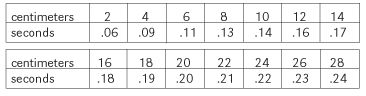 centimeters 2 4 6 8 10 12 14
seconds .06 .09 .11 .13 .14 .16 .17
centimeters 16 18 20 22 24 26 28
seconds .18 .19 .20 .21 .22 .23 .24